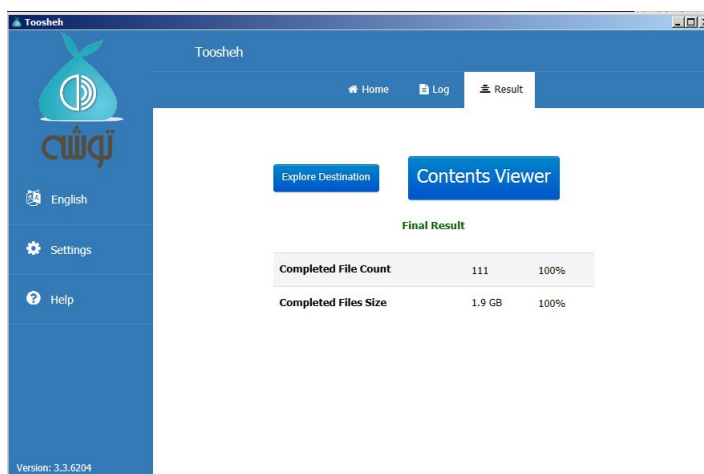 Toosheh
Toosheh
Home Log Result
توشه
English
Settings
Help
Explore Destination
Contents Viewer
Final Result
Completed File Count 111 100%
Completed Files Size 1.9 GB 100%
Version: 3.3.6204